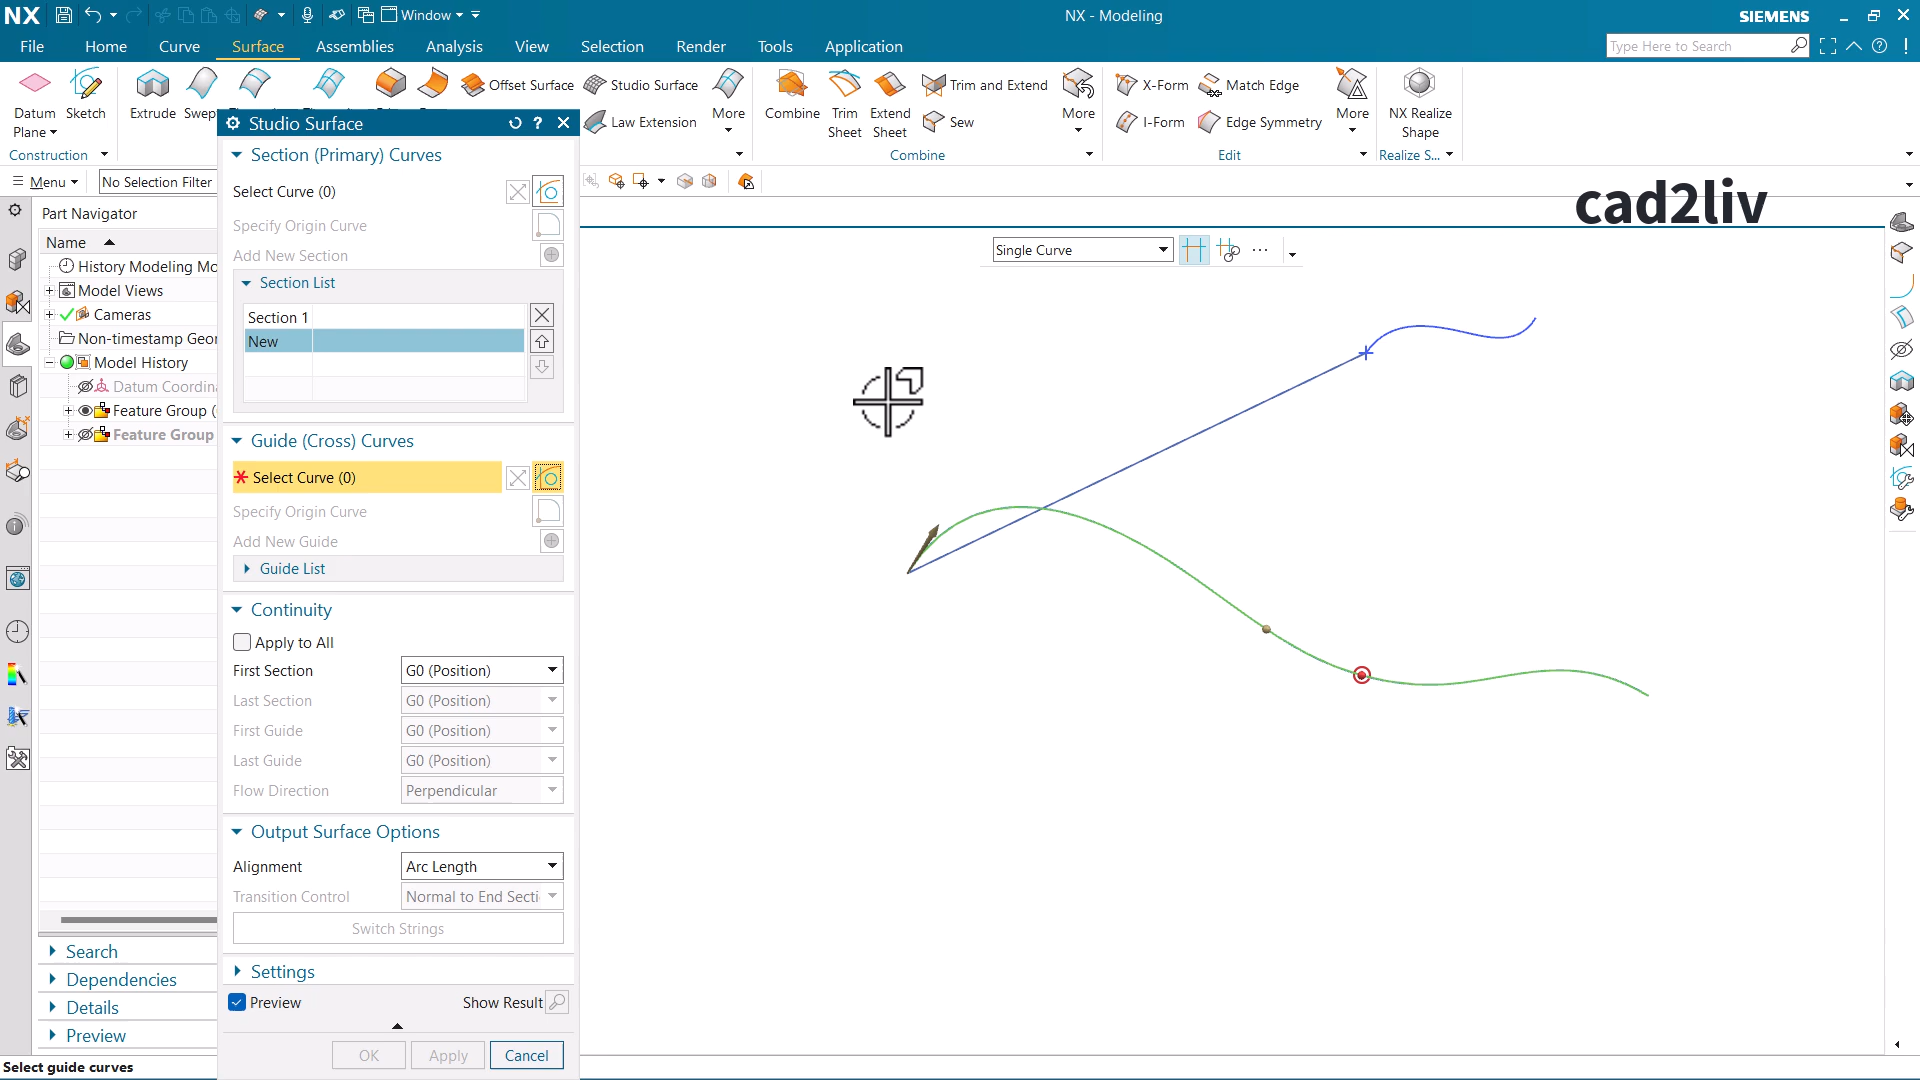 NX
Window
NX - Modeling
SIEMENS
File
Home
Curve
Surface
Assemblies
Analysis
View
Selection
Render
Tools
Application
Type Here to Search
Datum
Plane
Sketch
Extrude
Offset Surface
Studio Surface
Law Extension
More
Combine
Trim
Sheet
Extend
Sheet
Trim and Extend
Sew
More
X-Form
I-Form
Match Edge
Edge Symmetry
More
NX Realize
Shape
Construction
Combine
Edit
Realize S...
Menu
No Selection Filter
cad2liv
Studio Surface
Section (Primary) Curves
Select Curve (0)
Specify Origin Curve
Add New Section
Section List
Section 1
New
Guide (Cross) Curves
* Select Curve (0)
Specify Origin Curve
Add New Guide
Guide List
Continuity
Apply to All
First Section
G0 (Position)
Last Section
G0 (Position)
First Guide
G0 (Position)
Last Guide
G0 (Position)
Flow Direction
Perpendicular
Output Surface Options
Alignment
Arc Length
Transition Control
Normal to End Secti
Switch Strings
Settings
Preview
Show Result
OK
Apply
Cancel
Part Navigator
Name
History Modeling Mo
Model Views
Cameras
Non-timestamp Geor
Model History
Datum Coordina
Feature Group (
Feature Group
Search
Dependencies
Details
Preview
Select guide curves
Single Curve